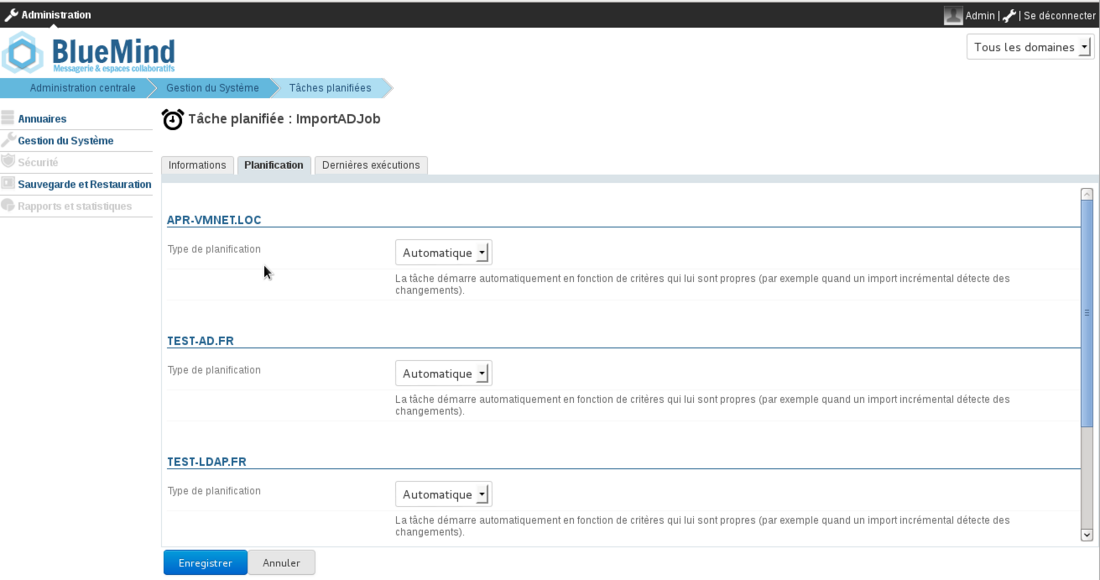 Administration
Admin | | Se déconnecter
BlueMind
Messagerie & espaces collaboratifs
Tous les domaines
Administration centrale
Gestion du Système
Tâches planifiées
Annuaires
Gestion du Système
Sécurité
Sauvegarde et Restauration
Rapports et statistiques
Tâche planifiée : ImportADJob
Informations
Planification
Derniéres exécutions
APR-VMNET.LOC
Type de planification
Automatique
La tâche démarre automatiquement en fonction de critéres qui lui sont propres (par exemple quand un import incrémental détecte des
changements).
TEST-AD.FR
Type de planification
Automatique
La tâche démarre automatiquement en fonction de critéres qui lui sont propres (par exemple quand un import incrémental détecte des
changements).
TEST-LDAP.FR
Type de planification
Automatique
La tâche démarre automatiquement en fonction de critéres qui lui sont propres (par exemple quand un import incrémental détecte des
changements).
Enregistrer
Annuler